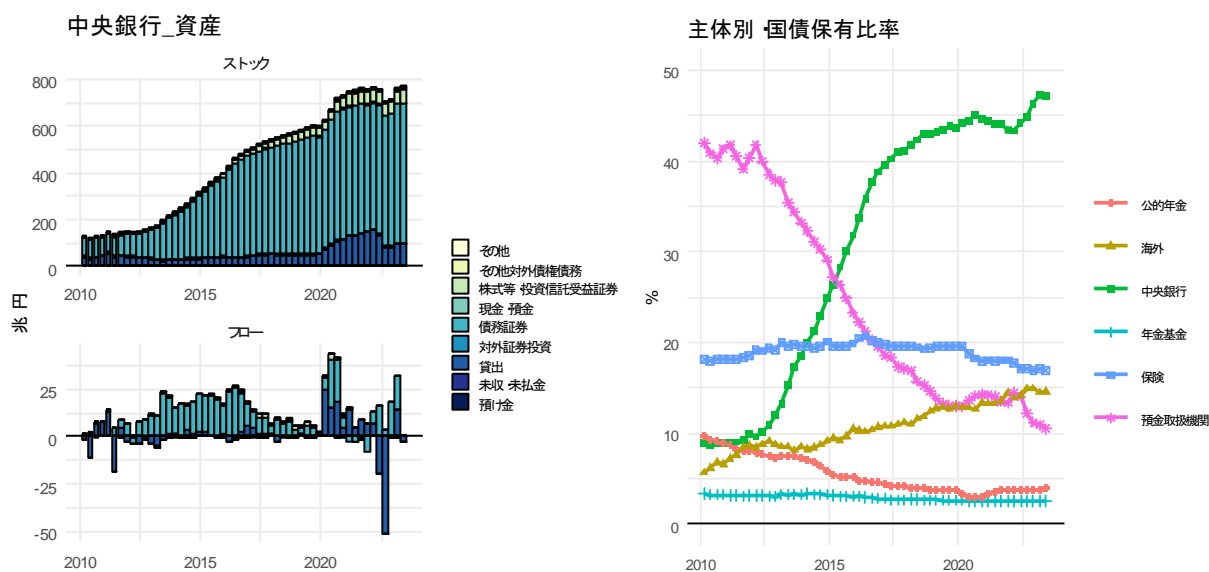 中央銀行_資産
ストック
800
600
400
200
0
2010
2015
2020
フロー
25
0
-25
-50
2010
2015
2020
兆 円
その他
その他対外債権債務
株式等・投資信託受益証券
現金・預金
債務証券
対外証券投資
貸出
未収・未払金
預け金
主体別・国債保有比率
50
40
30
20
10
0
%
2010
2015
2020
公的年金
海外
中央銀行
年金基金
保険
預金取扱機関